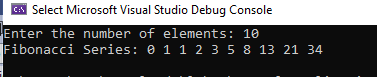 Select Microsoft Visual Studio Debug Console
Enter the number of elements: 10
Fibonacci Series: 0 1 1 2 3 5 8 13 21 34